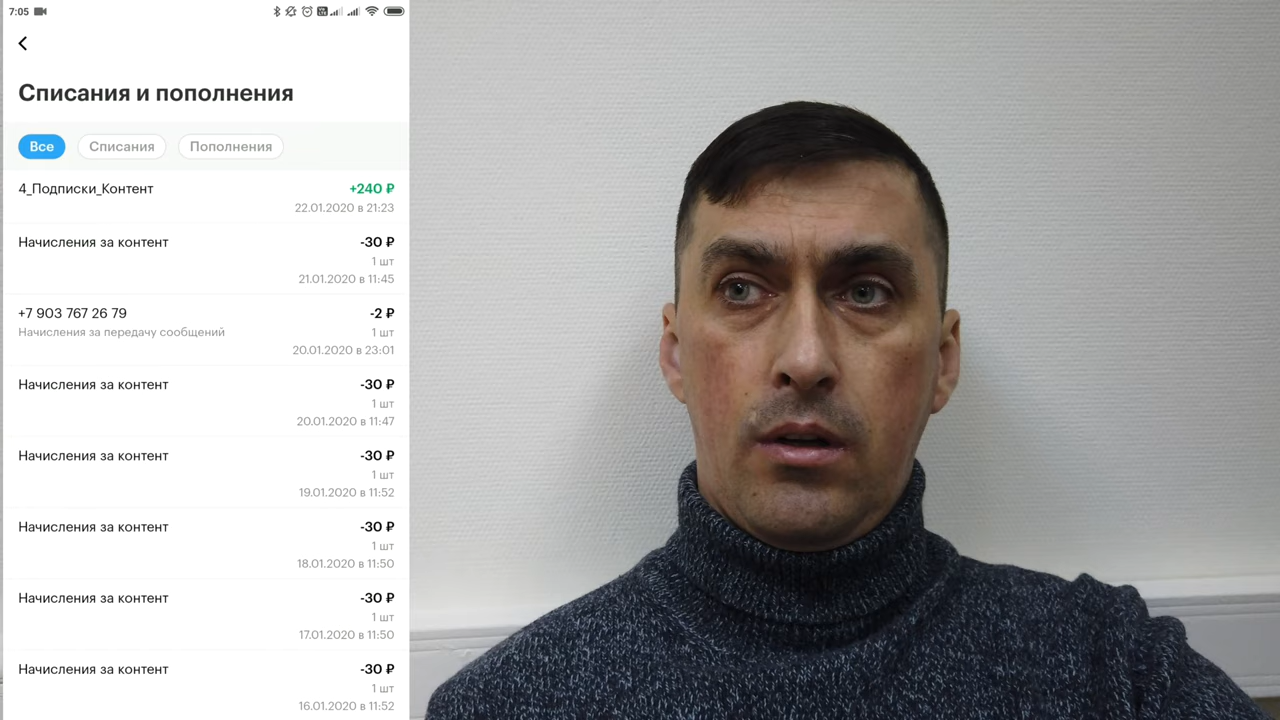 7:05
Списания и пополнения
Все Списания Пополнения
4_Подписки_Контент +240 ₽
22.01.2020 в 21:23
Начисления за контент -30 ₽
1 шт
21.01.2020 в 11:45
+7 903 767 26 79 -2 ₽
Начисления за передачу сообщений 1 шт
20.01.2020 в 23:01
Начисления за контент -30 ₽
1 шт
20.01.2020 в 11:47
Начисления за контент -30 ₽
1 шт
19.01.2020 в 11:52
Начисления за контент -30 ₽
1 шт
18.01.2020 в 11:50
Начисления за контент -30 ₽
1 шт
17.01.2020 в 11:50
Начисления за контент -30 ₽
1 шт
16.01.2020 в 11:52